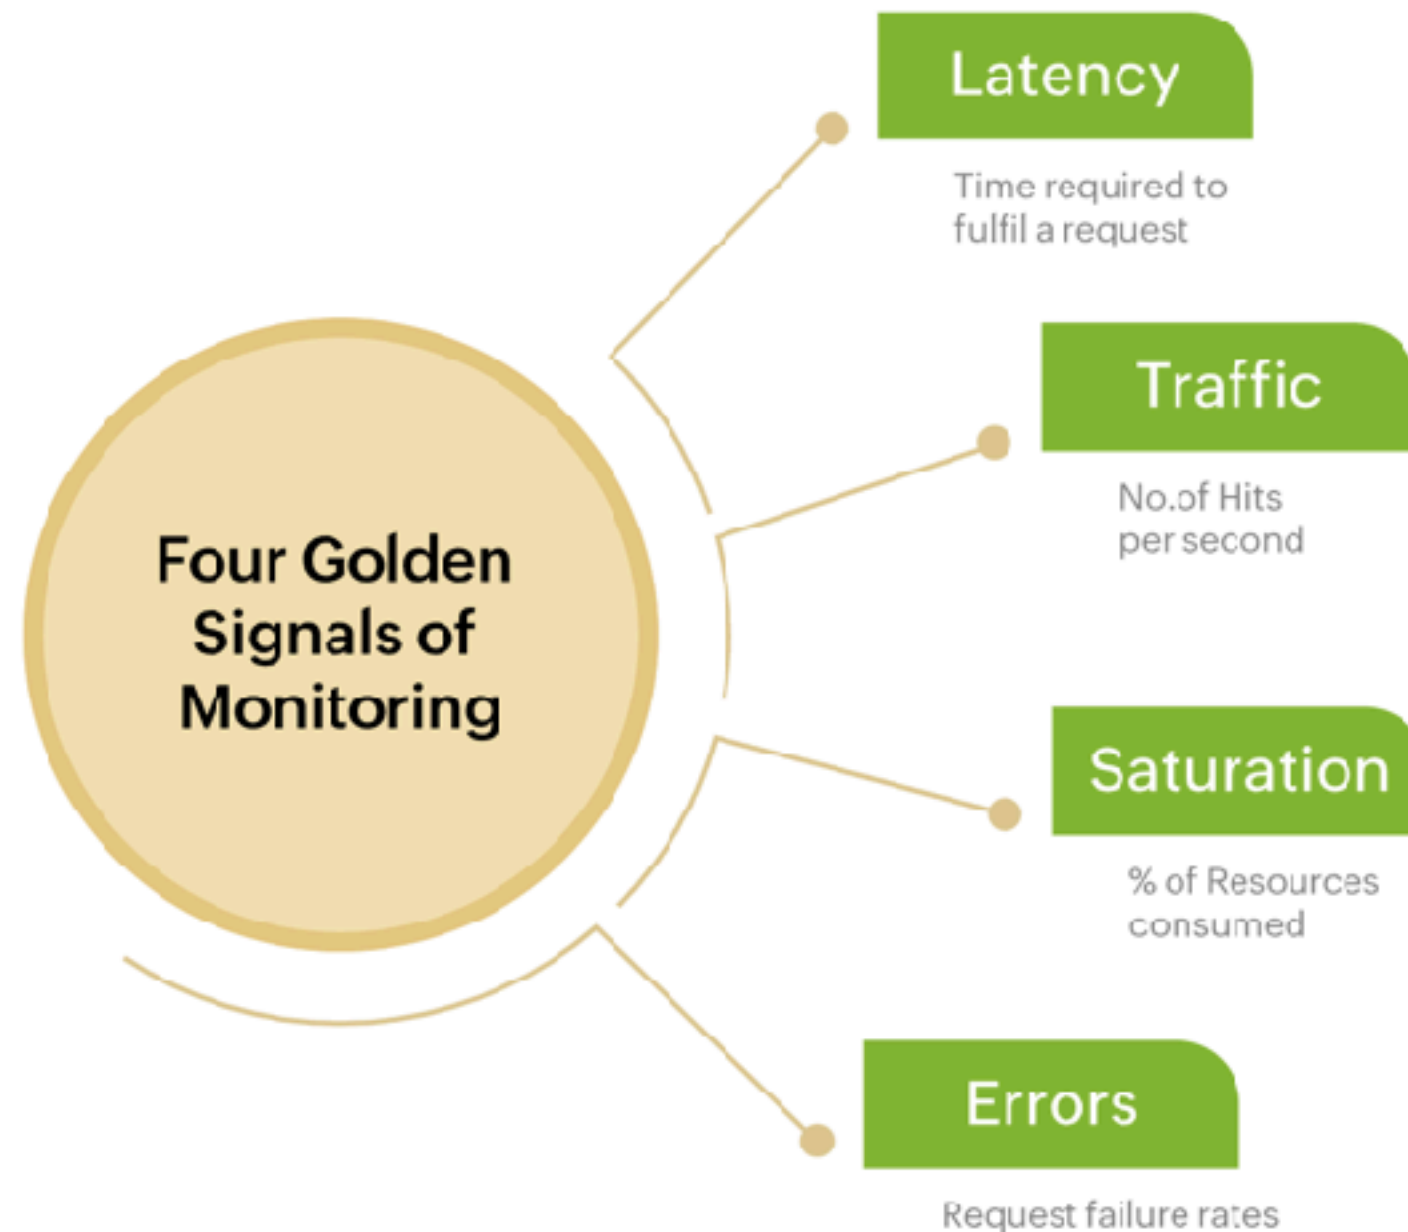 Latency
Time required to
fulfil a request
Traffic
No.of Hits
per second
Four Golden
Signals of
Monitoring
Saturation
% of Resources
consumed
Errors
Request failure rates